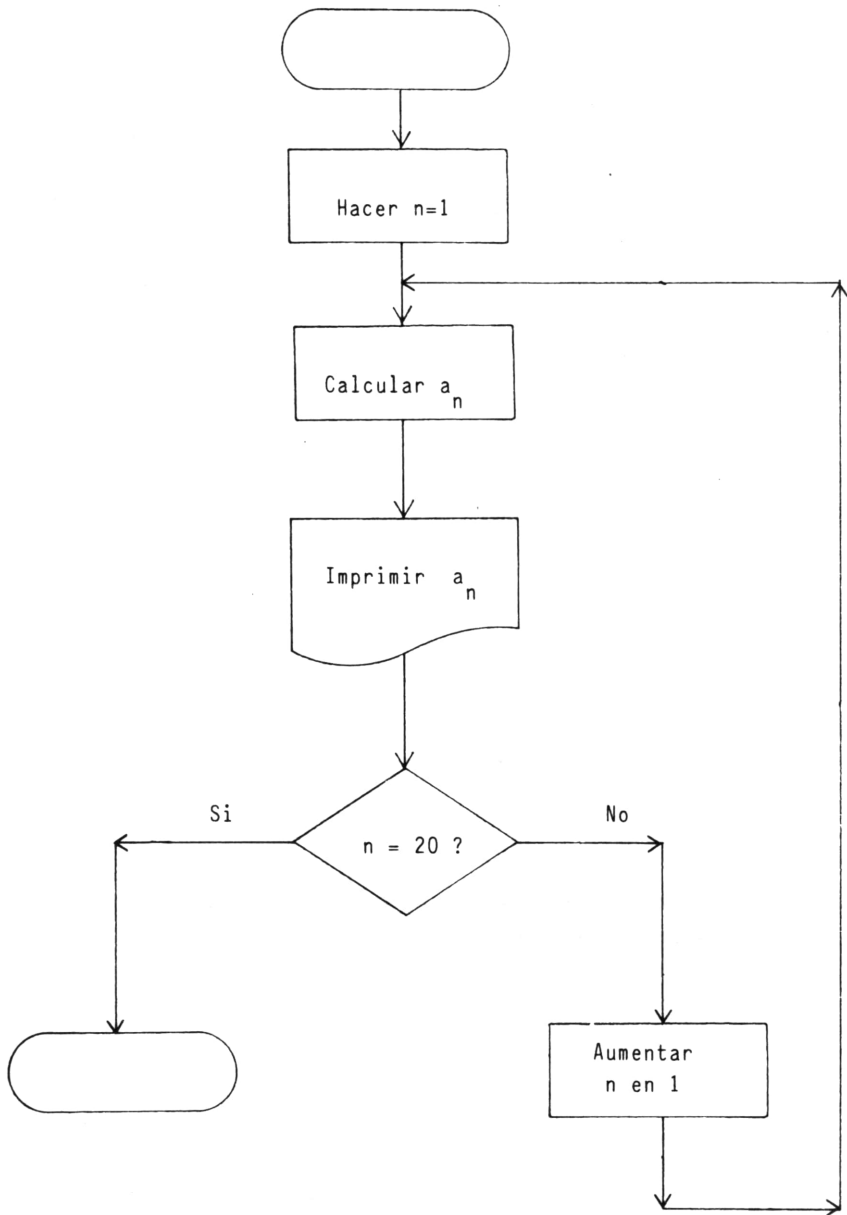 Hacer n=1
Calcular a
n
Imprimir a
n
Si
n = 20 ?
No
Aumentar
n en 1